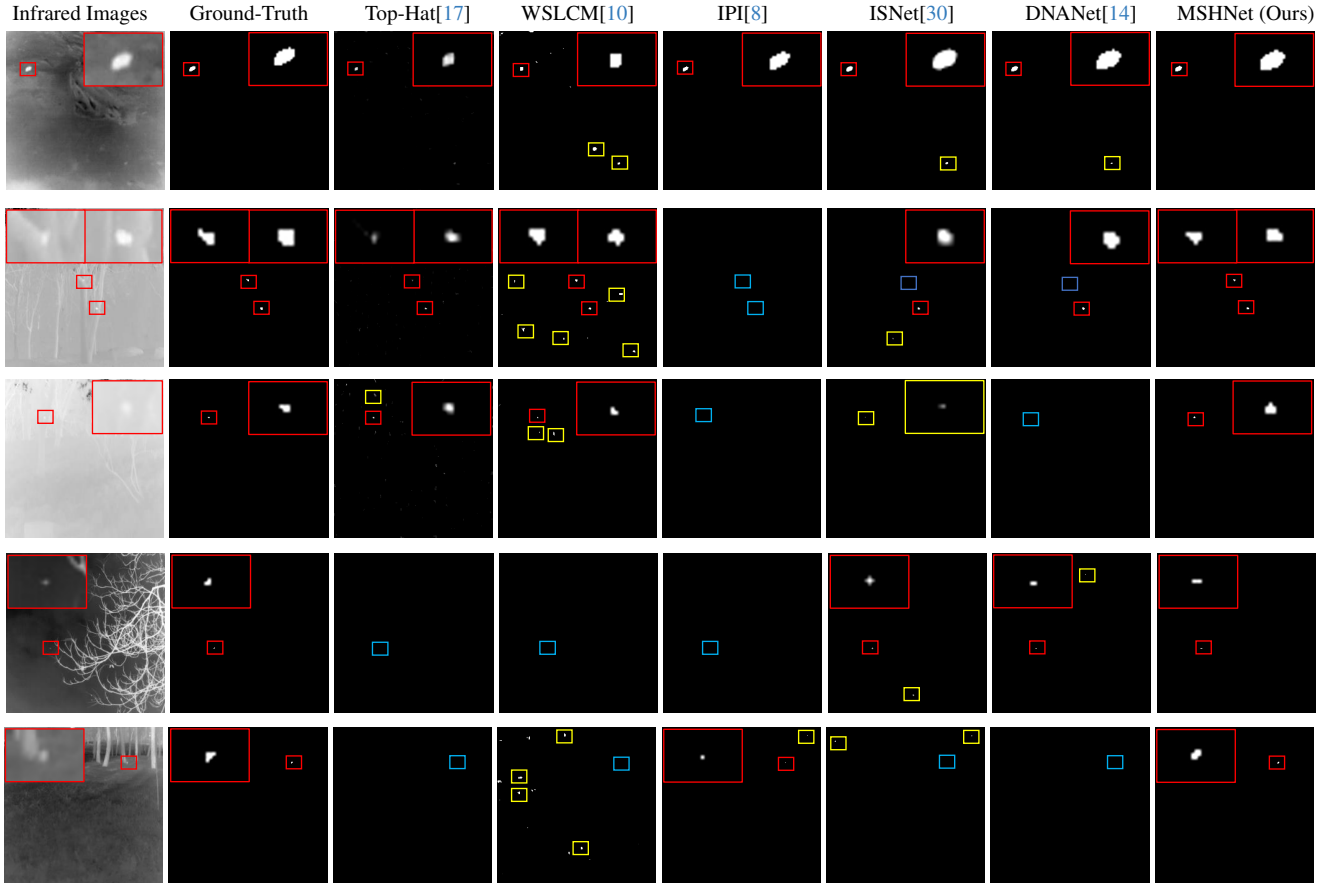 Infrared Images Ground-Truth Top-Hat[17] WSLCM[10] IPI[8] ISNet[30] DNANet[14] MSHNet (Ours)